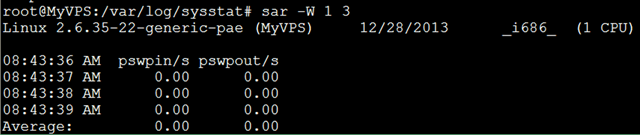 root@MyVPS:/var/log/sysstat# sar -W 1 3
Linux 2.6.35-22-generic-pae (MyVPS) 12/28/2013 _i686_ (1 CPU)
08:43:36 AM pswpin/s pswpout/s
08:43:37 AM 0.00 0.00
08:43:38 AM 0.00 0.00
08:43:39 AM 0.00 0.00
Average: 0.00 0.00